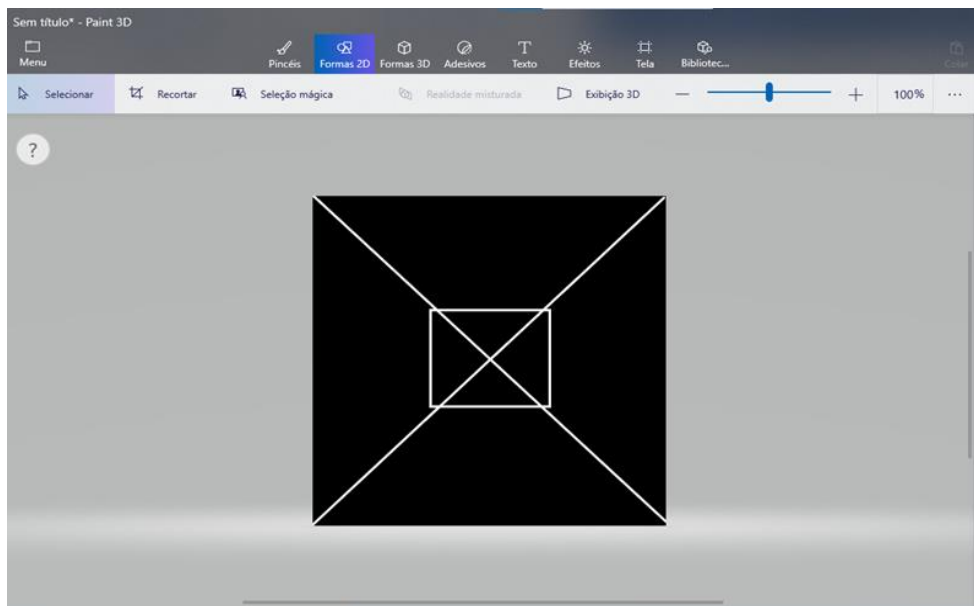 Sem título* - Paint 3D
Menu
Pincéis
Formas 2D
Formas 3D
Adesivos
Texto
Efeitos
Tela
Bibliotec...
Colar
Selecionar
Recortar
Seleção mágica
Realidade misturada
Exibição 3D
100%
?